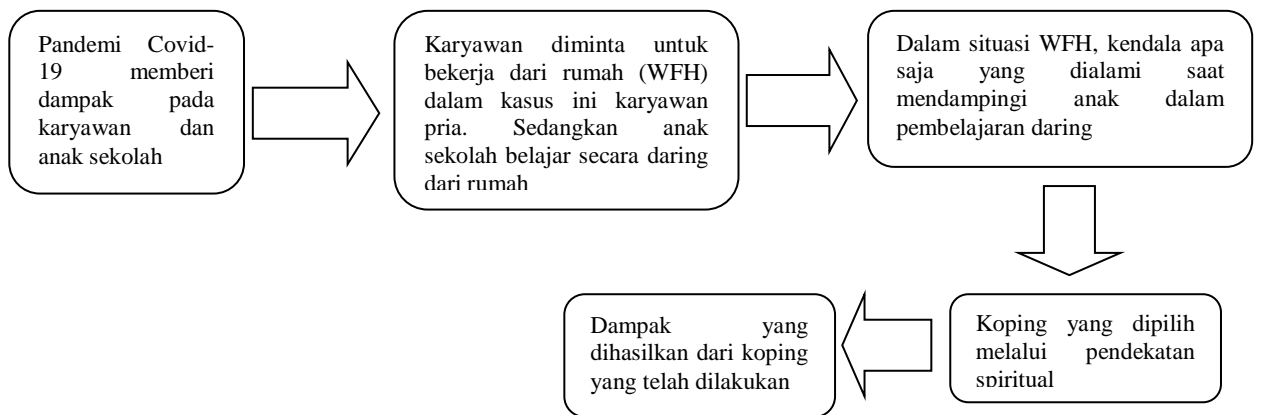 Pandemi Covid-
19 memberi
dampak pada
karyawan dan
anak sekolah
Karyawan diminta untuk
bekerja dari rumah (WFH)
dalam kasus ini karyawan
pria. Sedangkan anak
sekolah belajar secara daring
dari rumah
Dalam situasi WFH, kendala apa
saja yang dialami saat
mendampingi anak dalam
pembelajaran daring
Koping yang dipilih
melalui pendekatan
spiritual
Dampak yang
dihasilkan dari koping
yang telah dilakukan